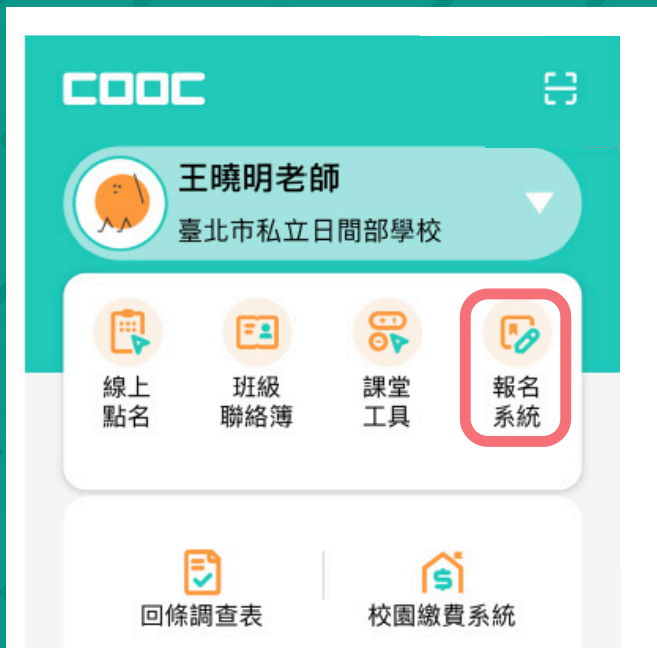 COOC
王曉明老師
臺北市私立日間部學校
線上
點名
班級
聯絡簿
課堂
工具
報名
系統
回條調查表
校園繳費系統